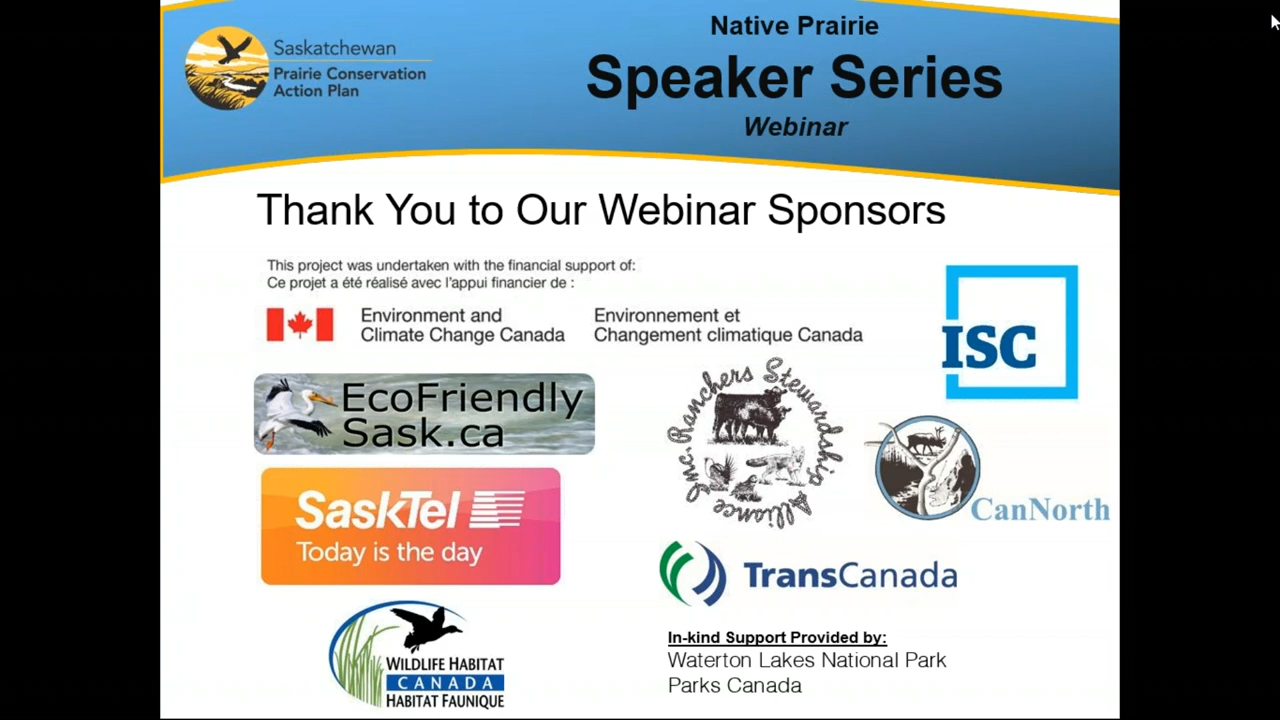 Saskatchewan
Prairie Conservation
Action Plan
Native Prairie
Speaker Series
Webinar
Thank You to Our Webinar Sponsors
This project was undertaken with the financial support of:
Ce projet a été réalisé avec l'appui financier de :
Environment and
Climate Change Canada
Environnement et
Changement climatique Canada
ISC
EcoFriendly
Sask.ca
Ranchers Stewardship Alliance Inc.
CanNorth
SaskTel
Today is the day
TransCanada
WILDLIFE HABITAT
CANADA
HABITAT FAUNIQUE
In-kind Support Provided by:
Waterton Lakes National Park
Parks Canada